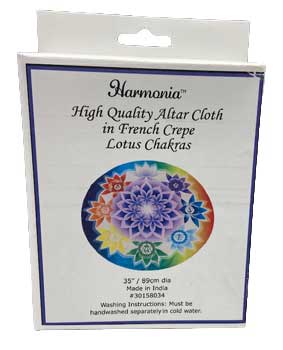 Harmonia™
High Quality Altar Cloth
in French Crepe
Lotus Chakras
35" / 89cm dia
Made in India
#30158034
Washing Instructions: Must be
handwashed separately in cold water.